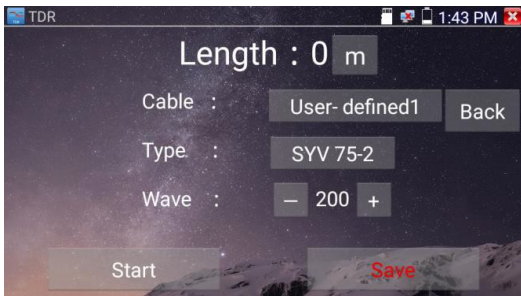 TDR 1:43 PM
Length : 0 m
Cable : User- defined1 Back
Type : SYV 75-2
Wave : — 200 +
Start Save